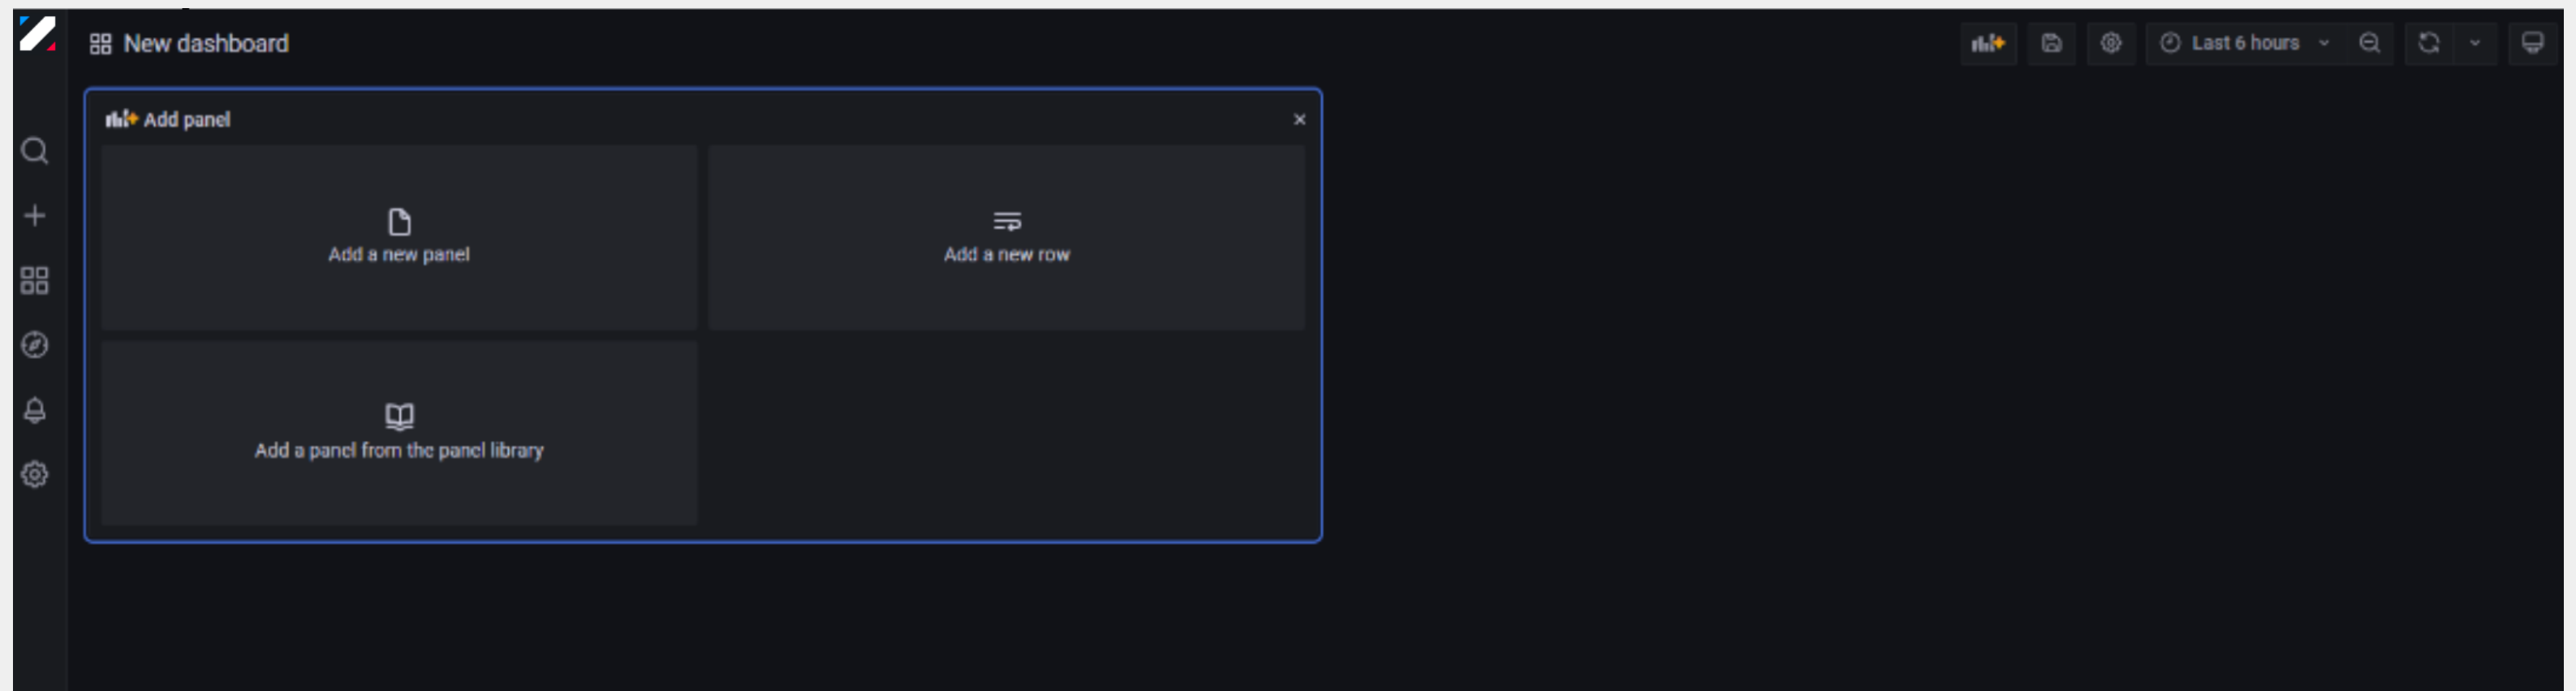 New dashboard
Last 6 hours
Add panel
Add a new panel
Add a new row
Add a panel from the panel library